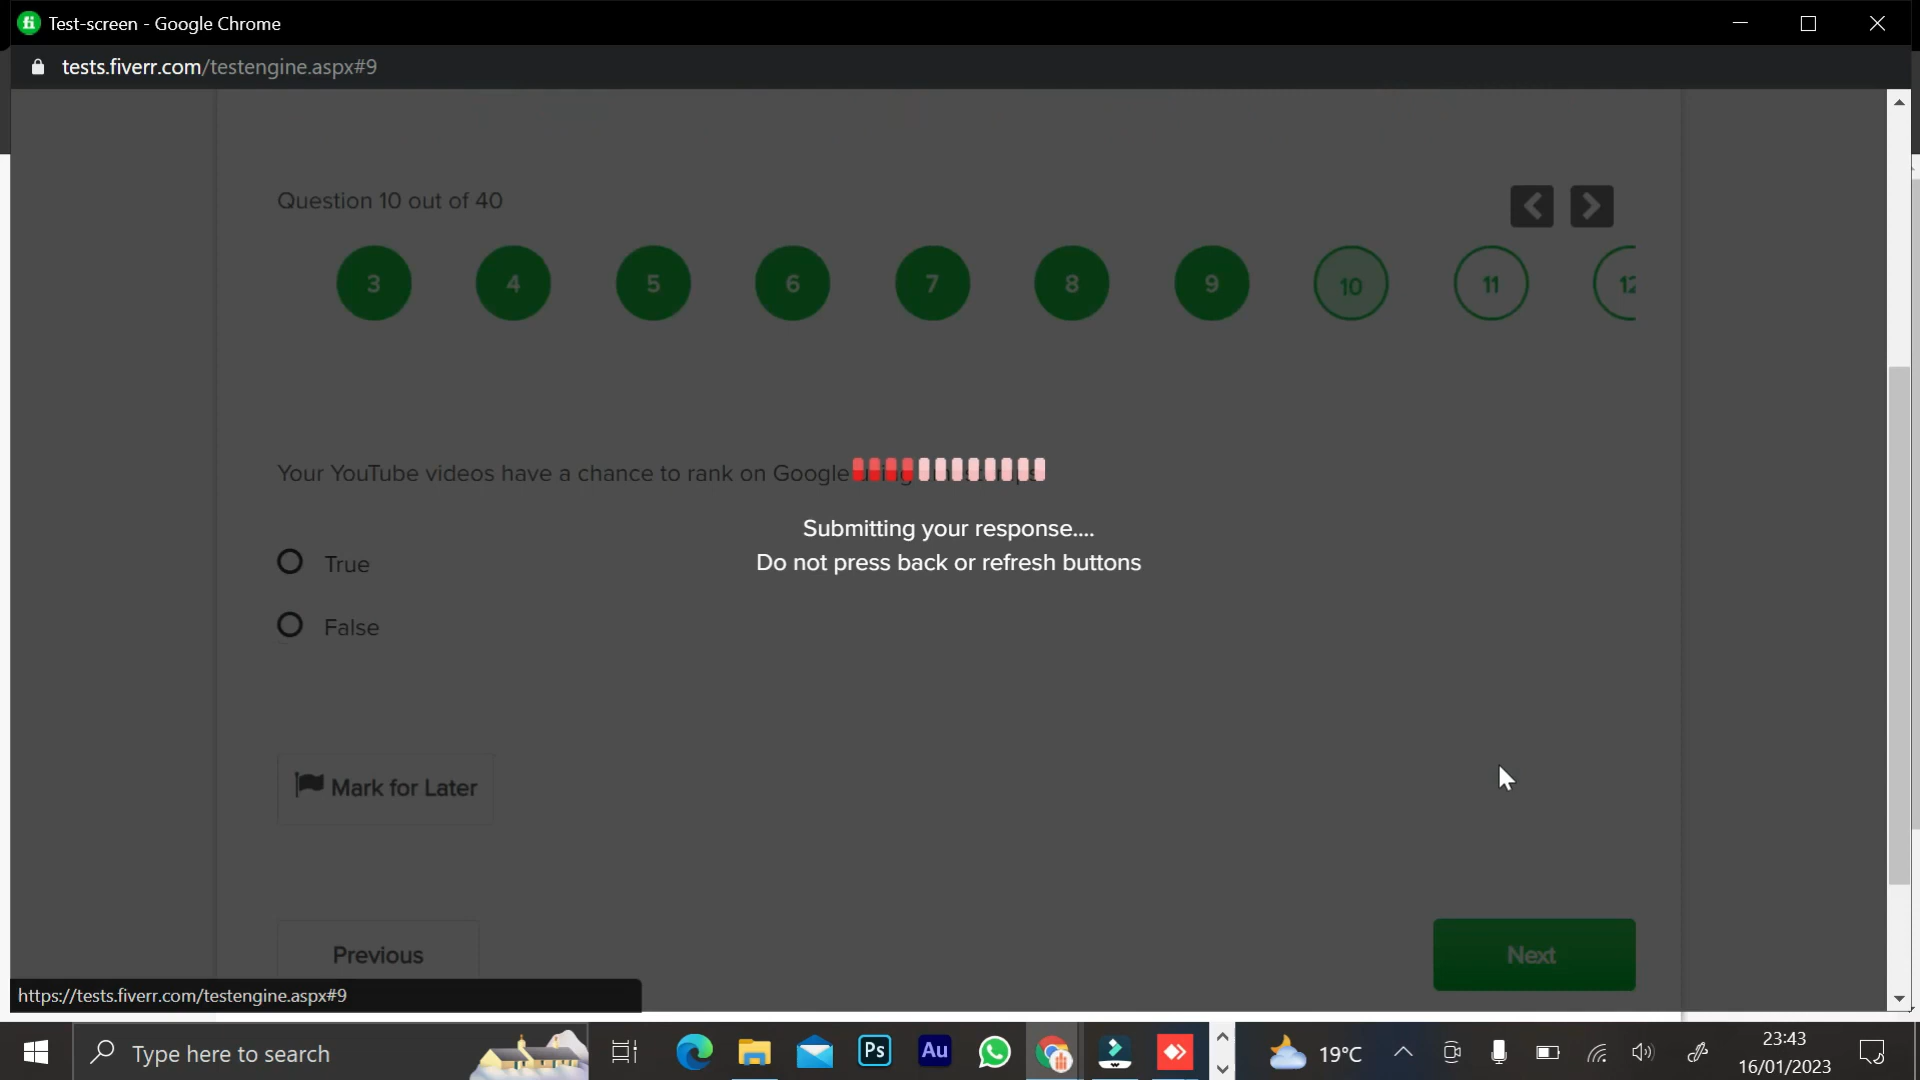 Test-screen - Google Chrome
tests.fiverr.com/testengine.aspx#9
Question 10 out of 40
3 4 5 6 7 8 9 10 11 12
Your YouTube videos have a chance to rank on Google
Submitting your response....
Do not press back or refresh buttons
True
False
Mark for Later
Previous
Next
https://tests.fiverr.com/testengine.aspx#9
Type here to search
Ps
Au
19°C
23:43
16/01/2023